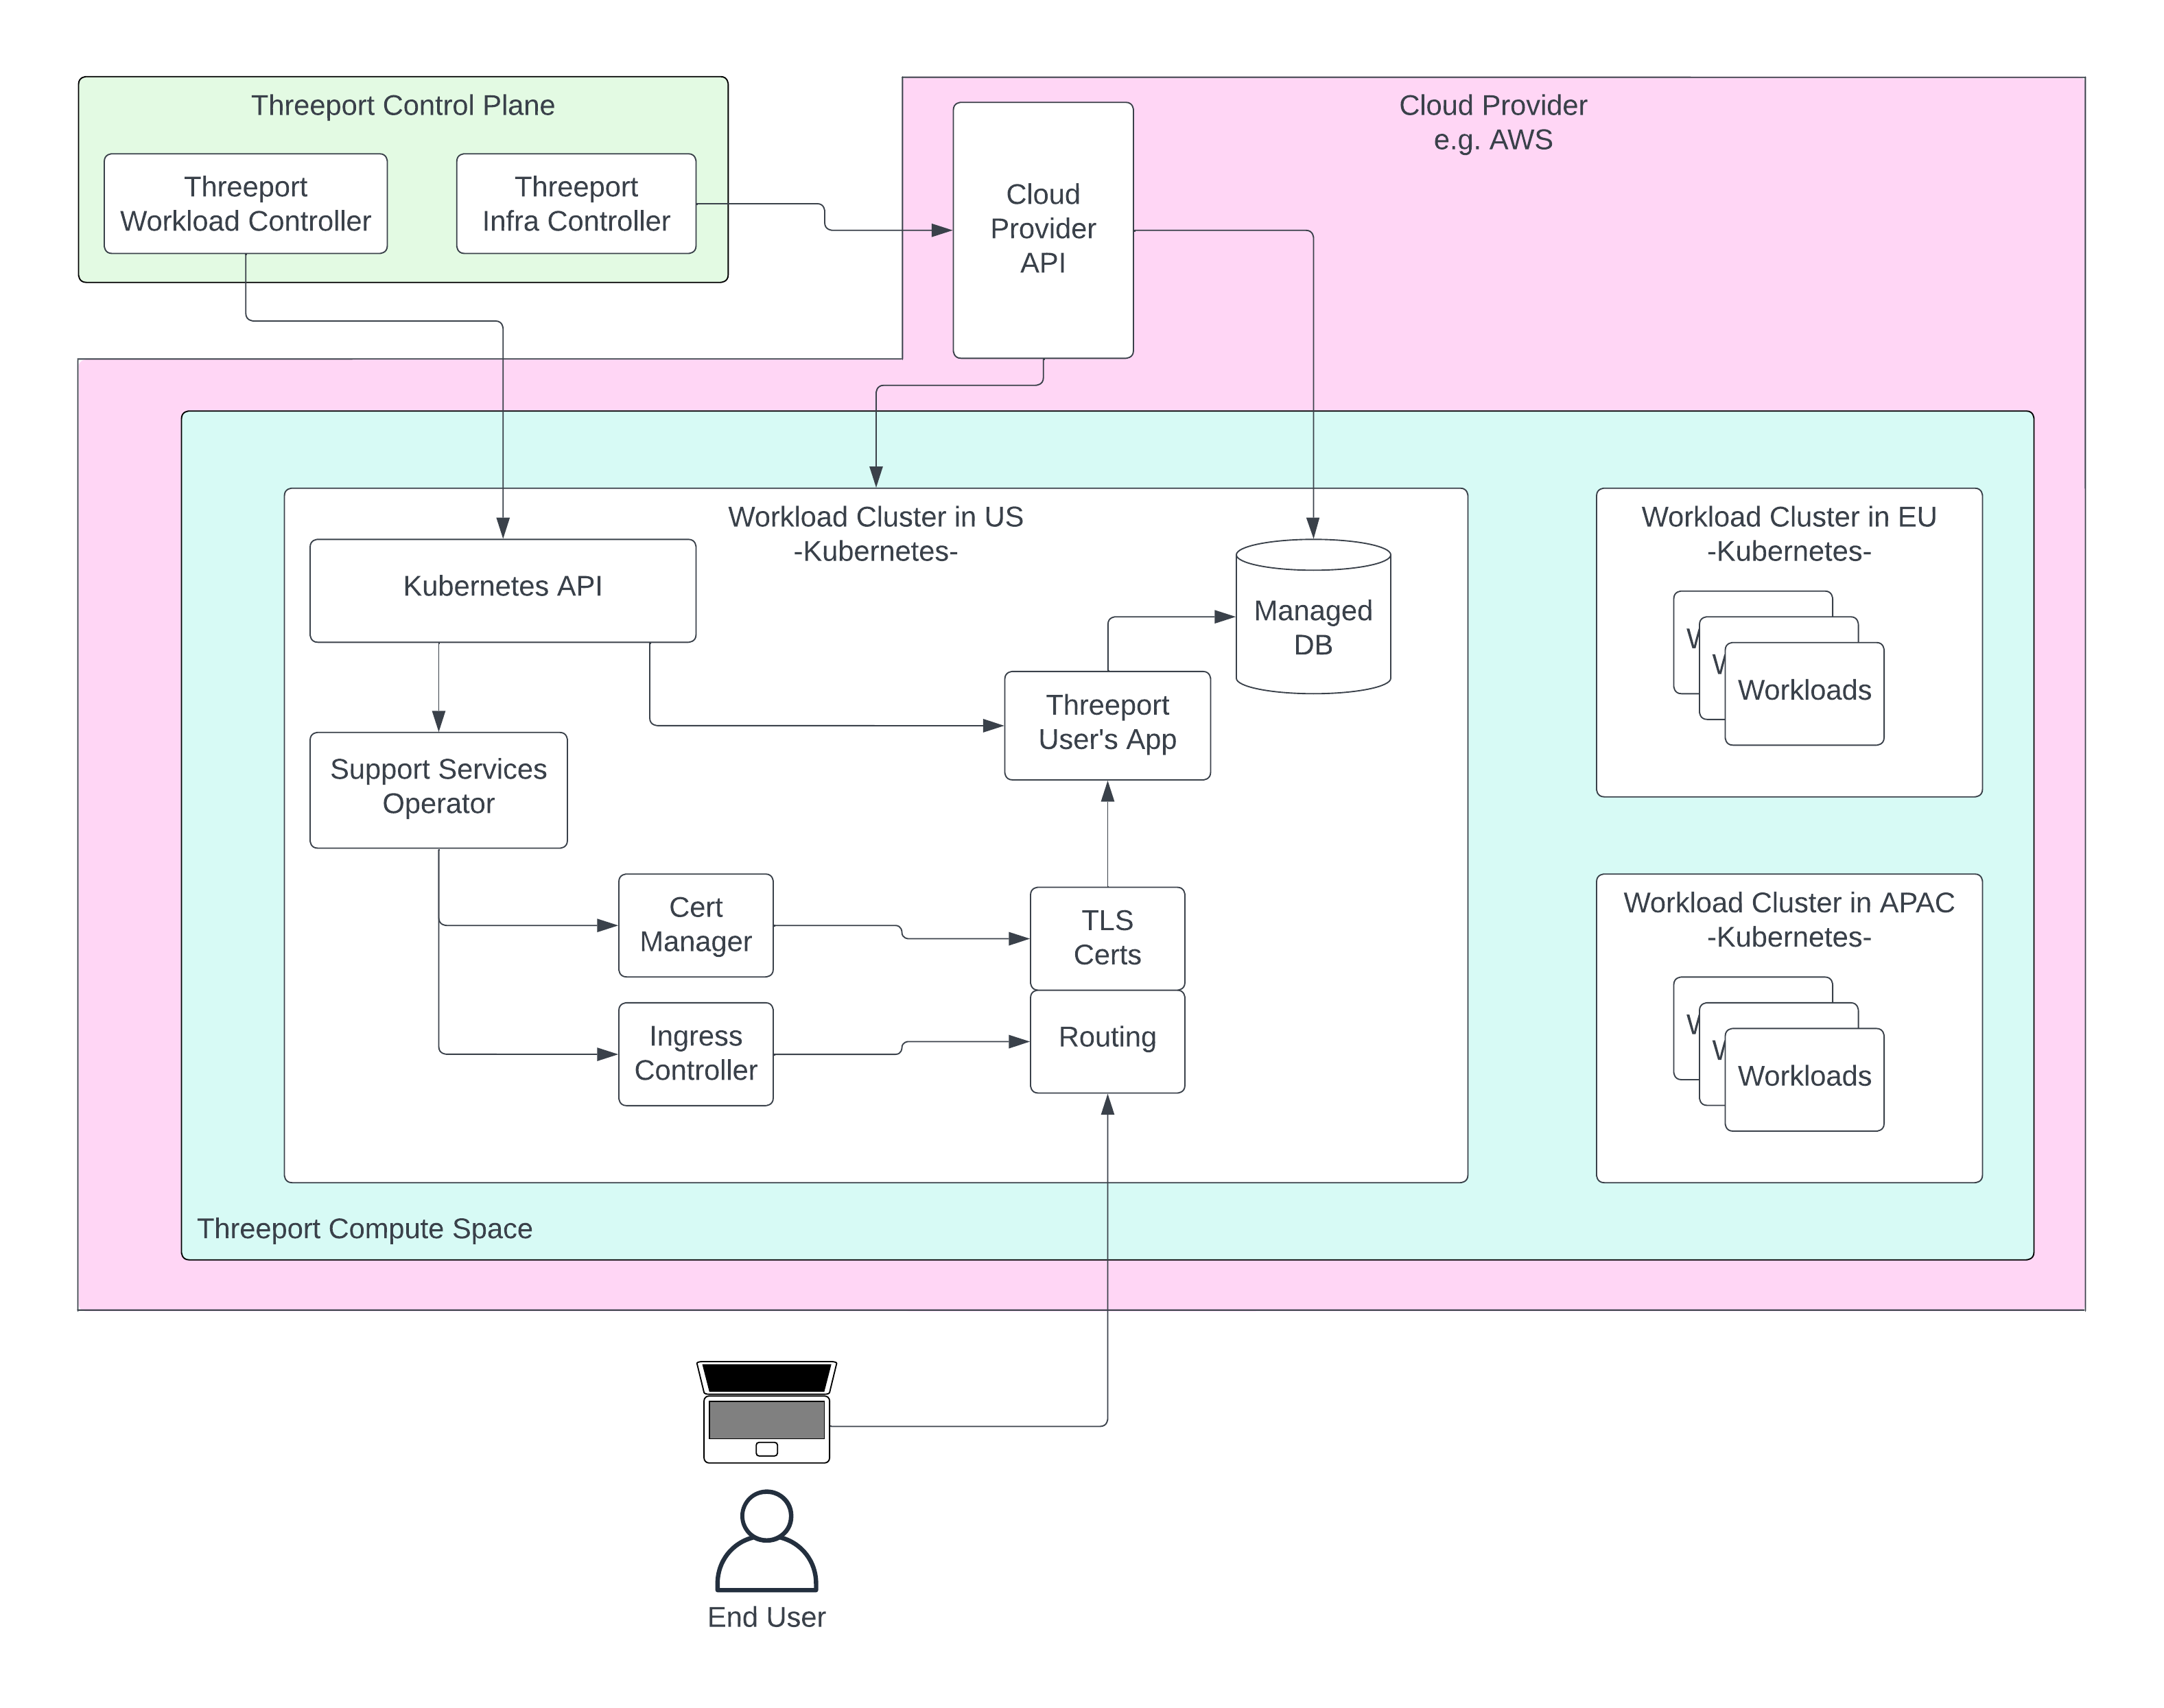 Threeport Control Plane
Threeport
Workload Controller
Threeport
Infra Controller
Cloud Provider
e.g. AWS
Cloud
Provider
API
Workload Cluster in US
-Kubernetes-
Kubernetes API
Managed
DB
Threeport
User's App
Support Services
Operator
Cert
Manager
TLS
Certs
Ingress
Controller
Routing
Workload Cluster in EU
-Kubernetes-
W
W
Workloads
Workload Cluster in APAC
-Kubernetes-
W
W
Workloads
Threeport Compute Space
End User